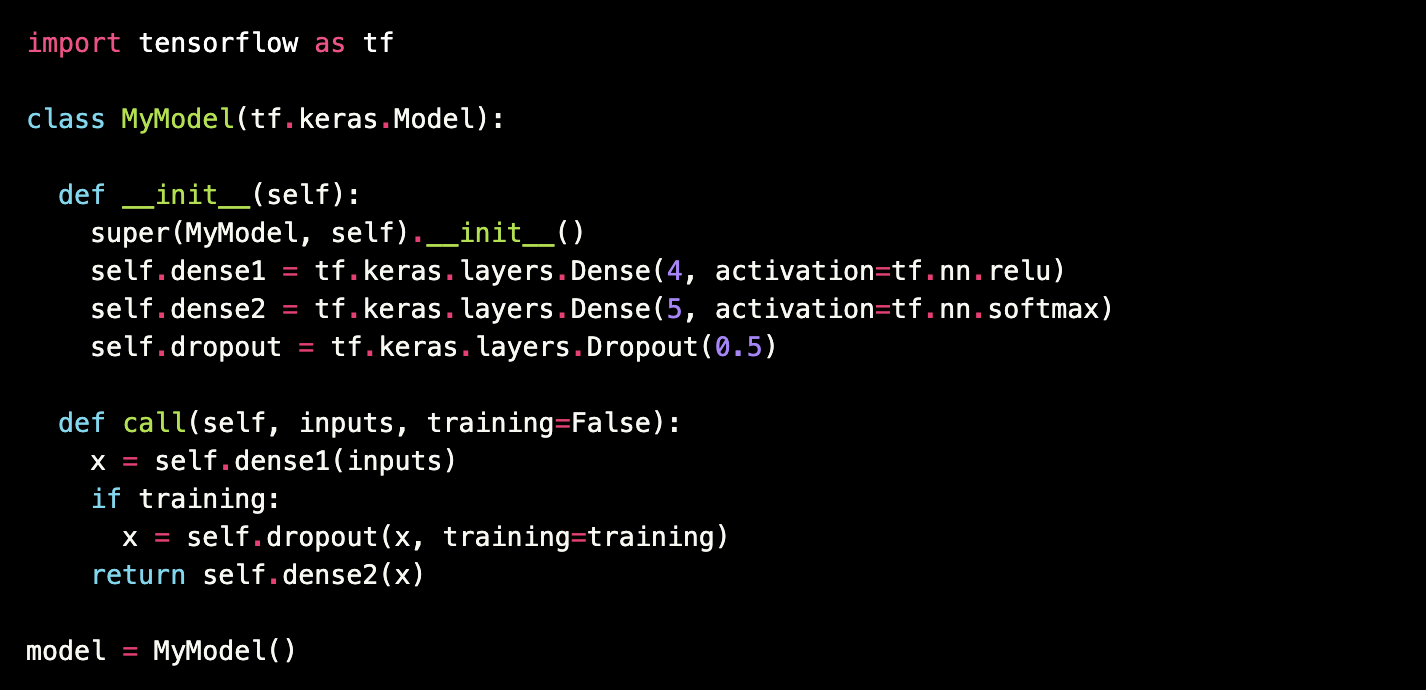 import tensorflow as tf

class MyModel(tf.keras.Model):

  def __init__(self):
    super(MyModel, self).__init__()
    self.dense1 = tf.keras.layers.Dense(4, activation=tf.nn.relu)
    self.dense2 = tf.keras.layers.Dense(5, activation=tf.nn.softmax)
    self.dropout = tf.keras.layers.Dropout(0.5)

  def call(self, inputs, training=False):
    x = self.dense1(inputs)
    if training:
      x = self.dropout(x, training=training)
    return self.dense2(x)

model = MyModel()